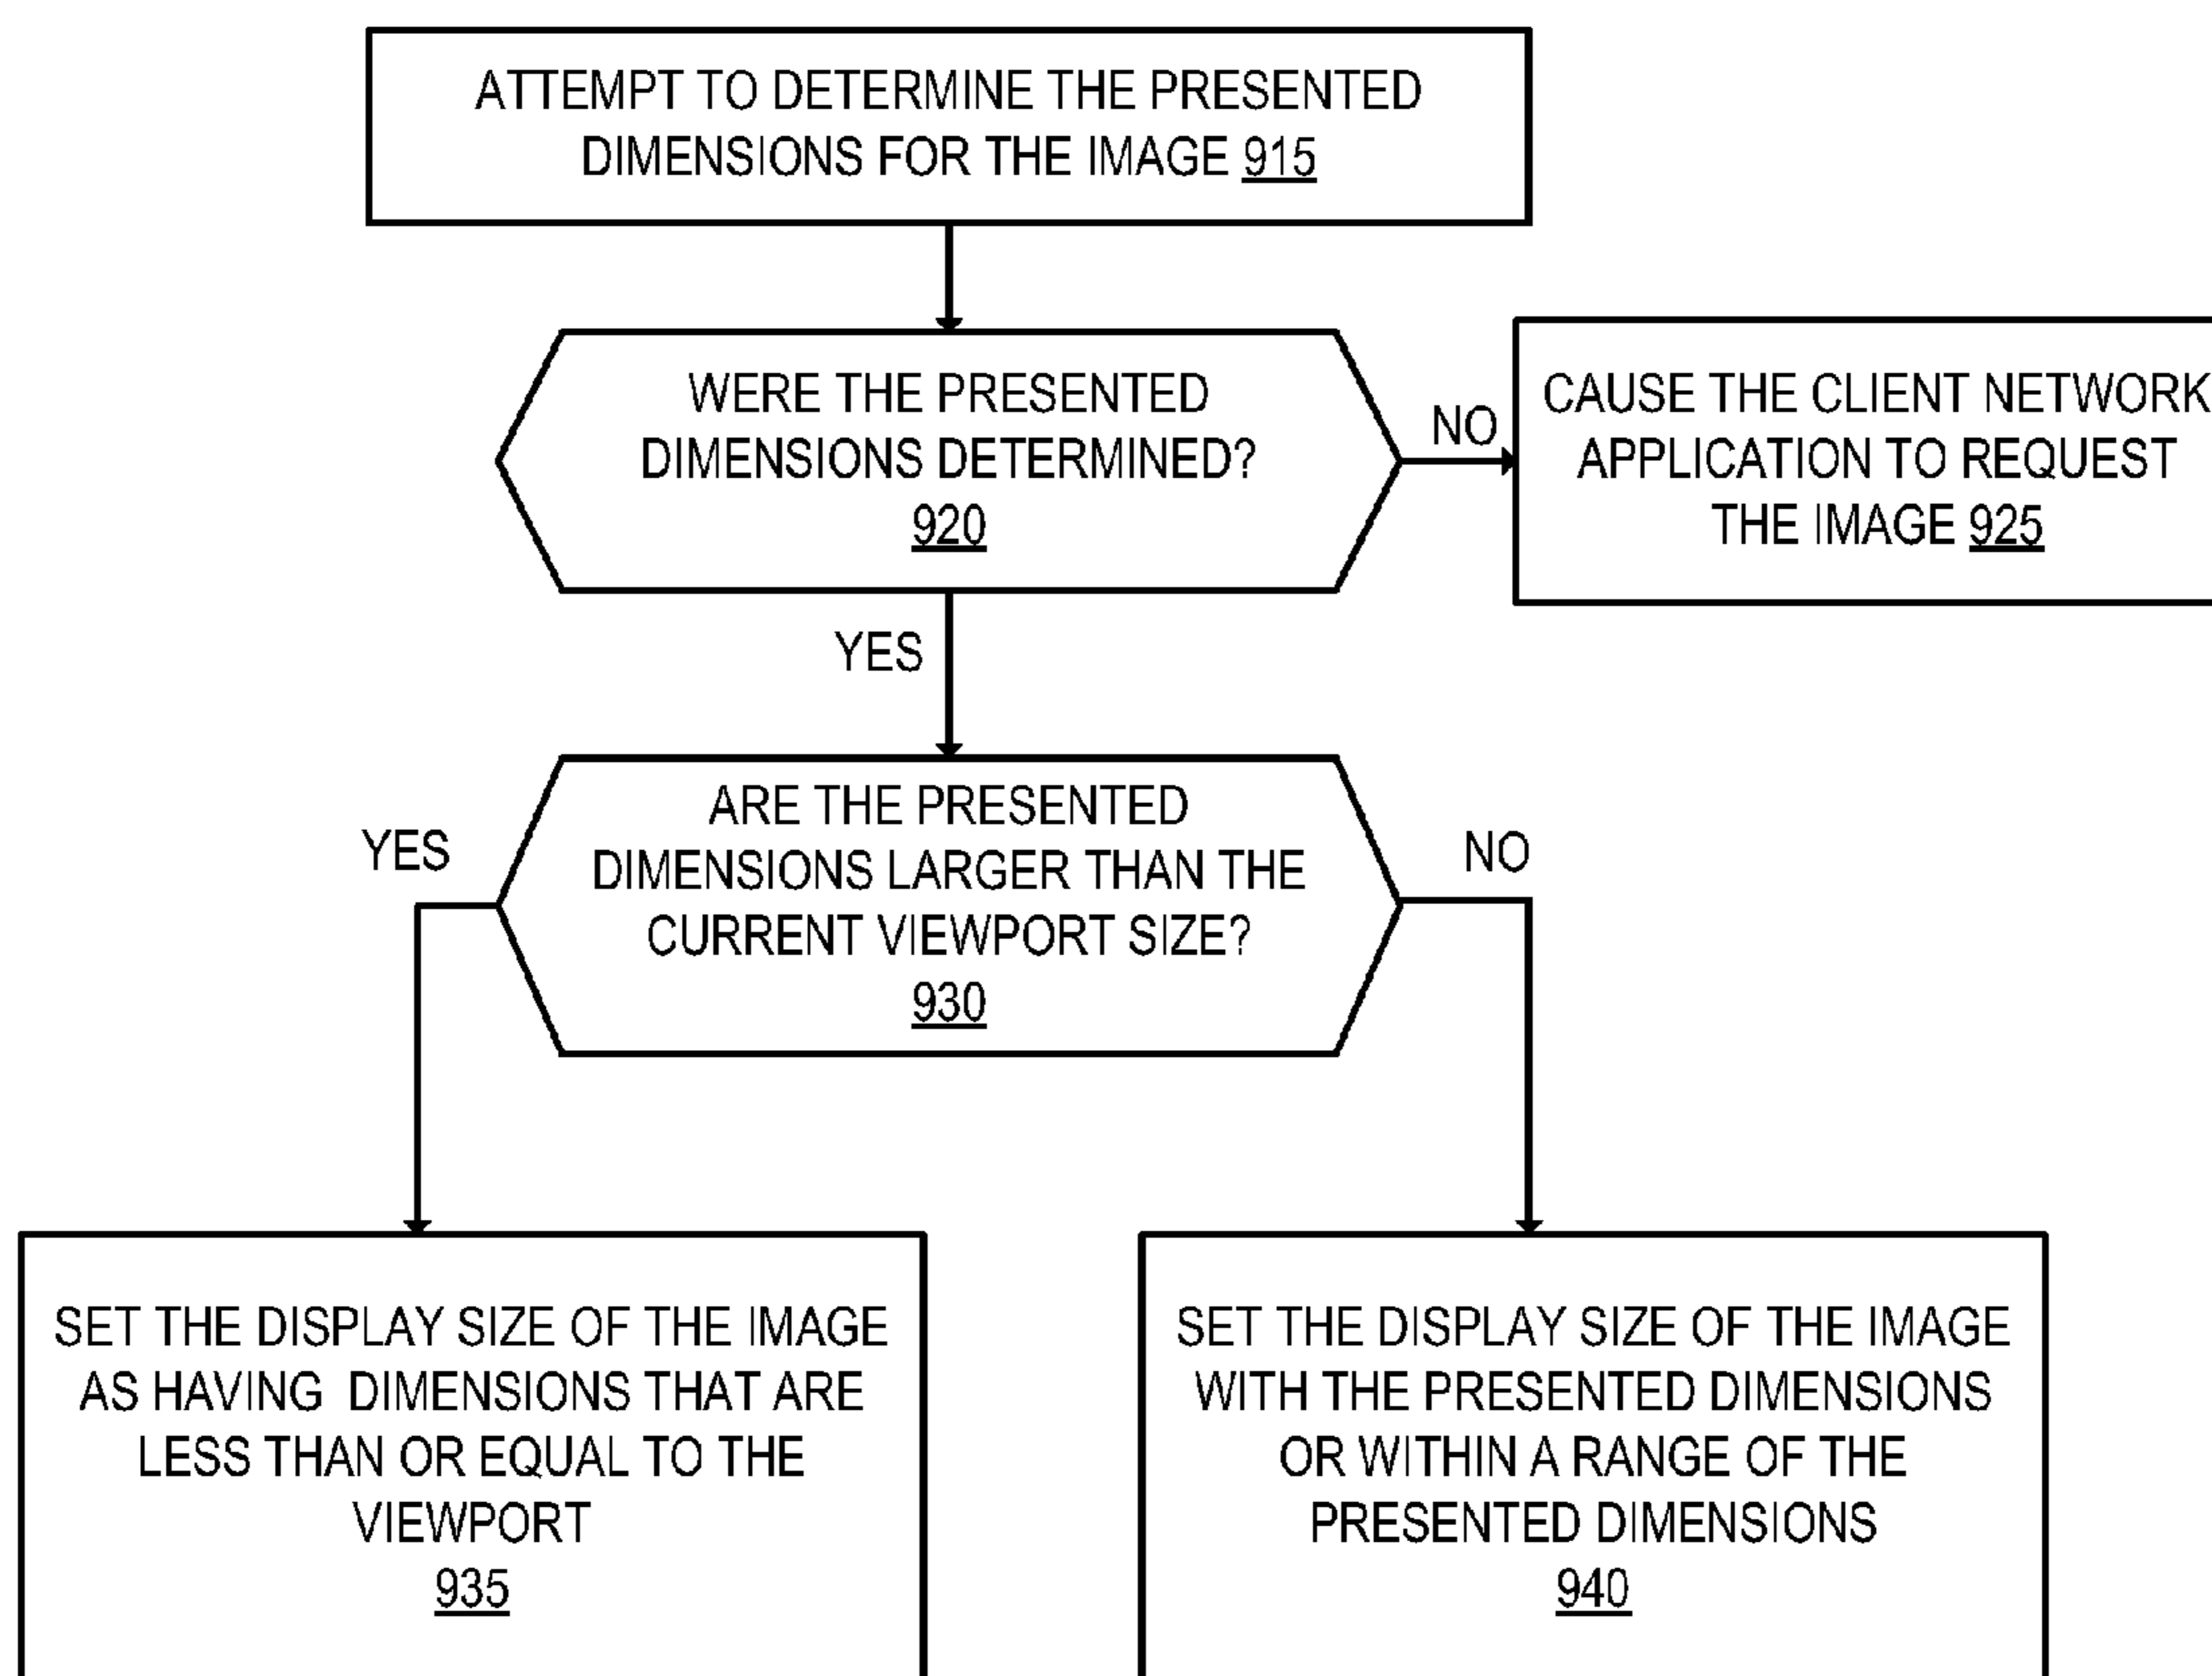 ATTEMPT TO DETERMINE THE PRESENTED
DIMENSIONS FOR THE IMAGE 915
WERE THE PRESENTED
DIMENSIONS DETERMINED?
920
NO
CAUSE THE CLIENT NETWORK
APPLICATION TO REQUEST
THE IMAGE 925
YES
ARE THE PRESENTED
DIMENSIONS LARGER THAN THE
CURRENT VIEWPORT SIZE?
930
YES
NO
SET THE DISPLAY SIZE OF THE IMAGE
AS HAVING DIMENSIONS THAT ARE
LESS THAN OR EQUAL TO THE
VIEWPORT
935
SET THE DISPLAY SIZE OF THE IMAGE
WITH THE PRESENTED DIMENSIONS
OR WITHIN A RANGE OF THE
PRESENTED DIMENSIONS
940